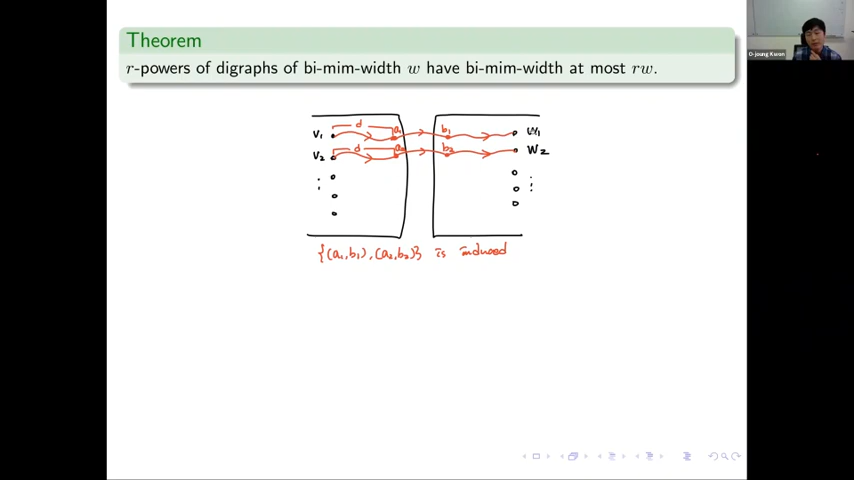 Theorem
r-powers of digraphs of bi-mim-width w have bi-mim-width at most rw.
O-joung Kwon
d
a₁
b₁
V₁
W₁
d
a₂
b₂
V₂
W₂
{(a₁,b₁),(a₂,b₂)} is induced